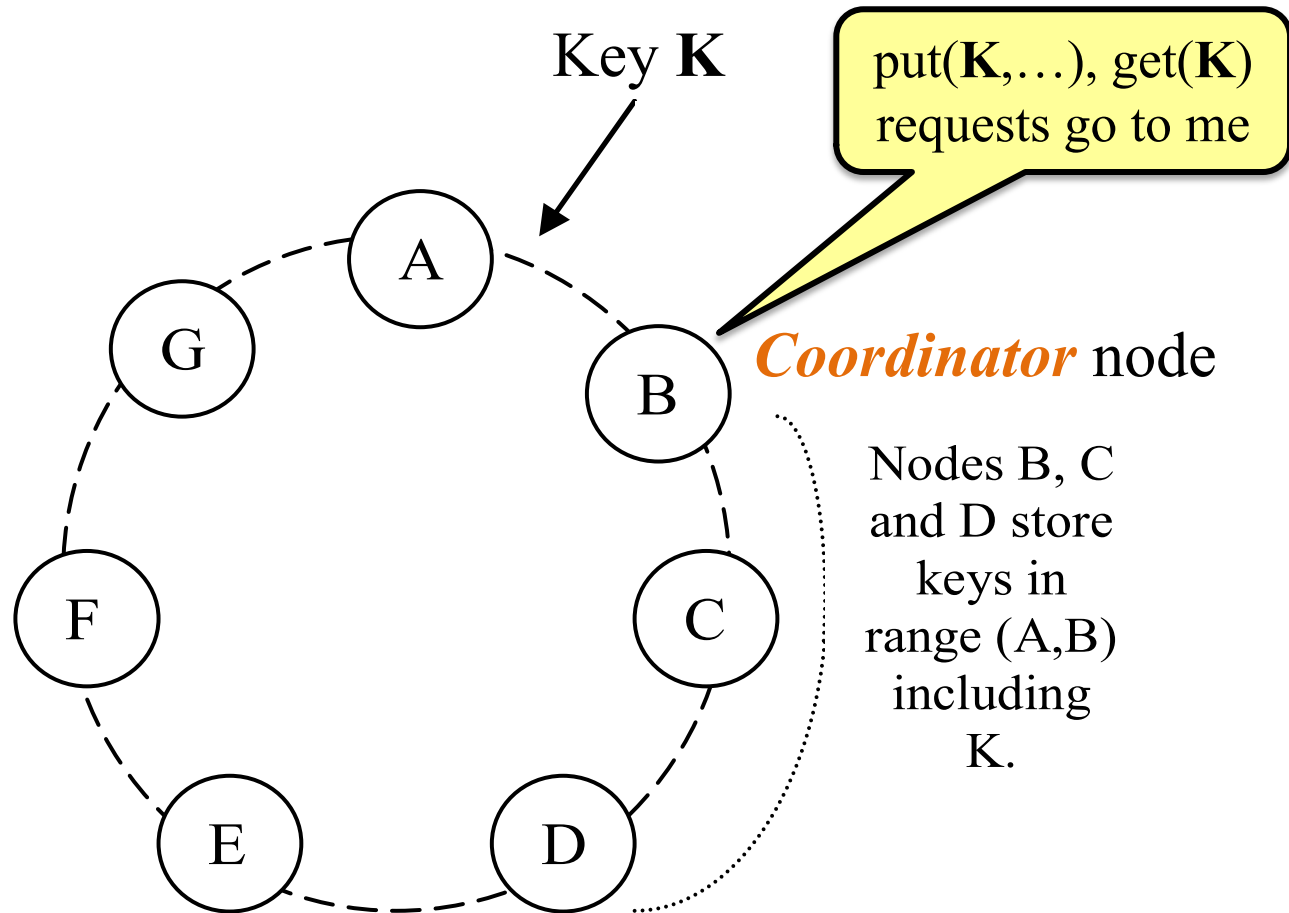 Key K
put(K,…), get(K)
requests go to me
A
G
B
Coordinator node
Nodes B, C
and D store
keys in
range (A,B)
including
K.
F
C
E
D